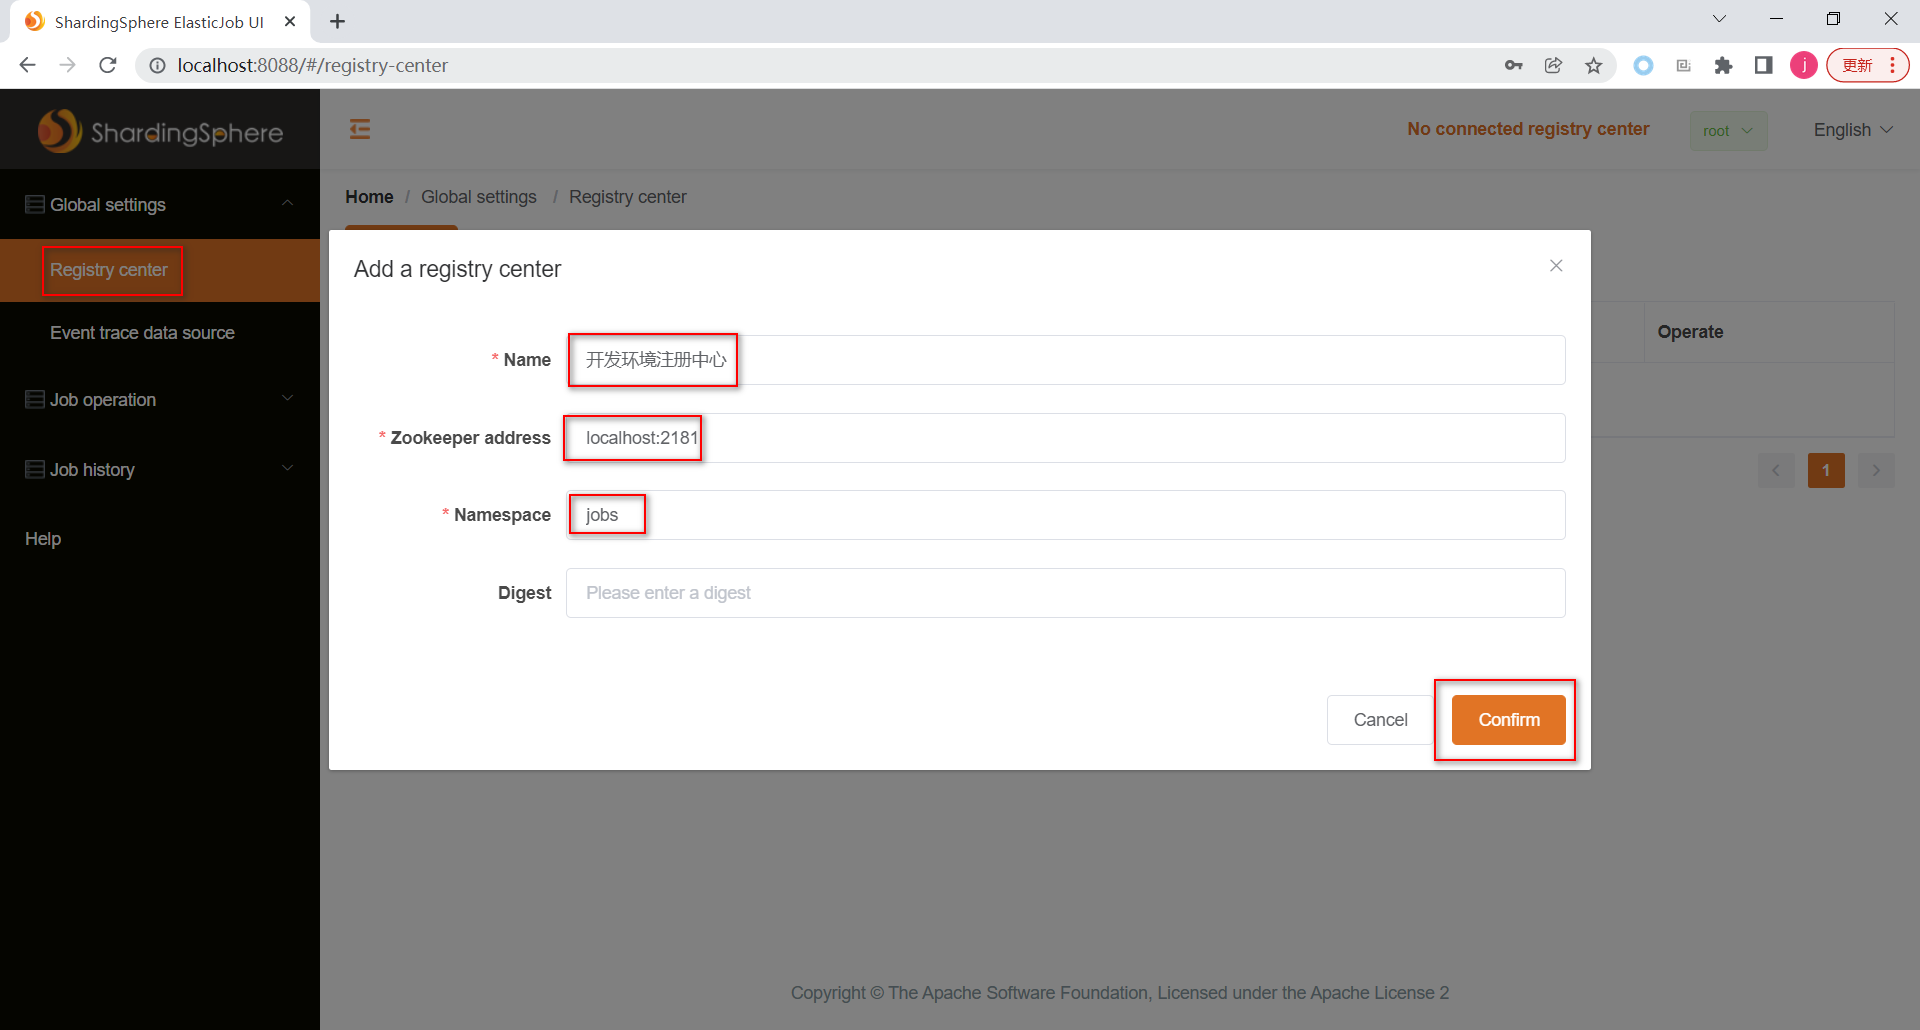 ShardingSphere ElasticJob UI
localhost:8088/#/registry-center
j
更新
ShardingSphere
No connected registry center
root
English
Global settings
Registry center
Event trace data source
Job operation
Job history
Help
Home / Global settings / Registry center
Add a registry center
* Name
开发环境注册中心
* Zookeeper address
localhost:2181
* Namespace
jobs
Digest
Please enter a digest
Cancel
Confirm
Operate
1
Copyright © The Apache Software Foundation, Licensed under the Apache License 2